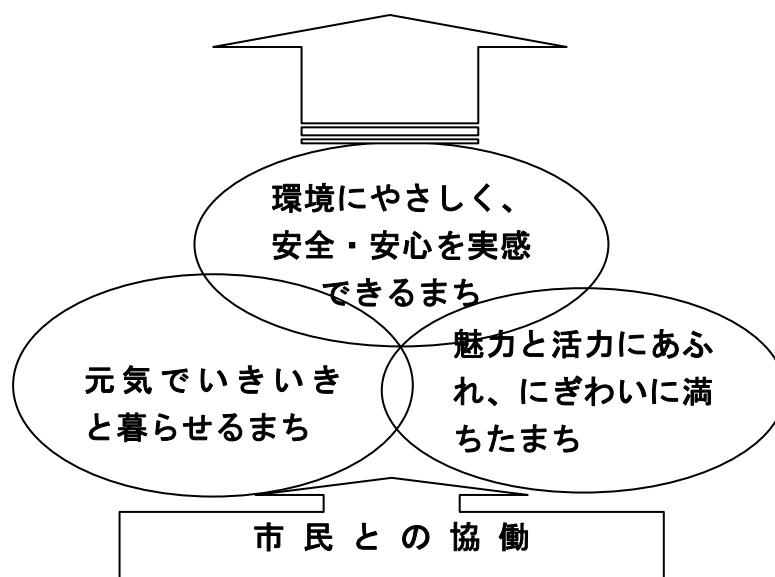 環境にやさしく、
安全・安心を実感
できるまち
元気でいきいき
と暮らせるまち
魅力と活力にあふ
れ、にぎわいに満
ちたまち
市民との協働